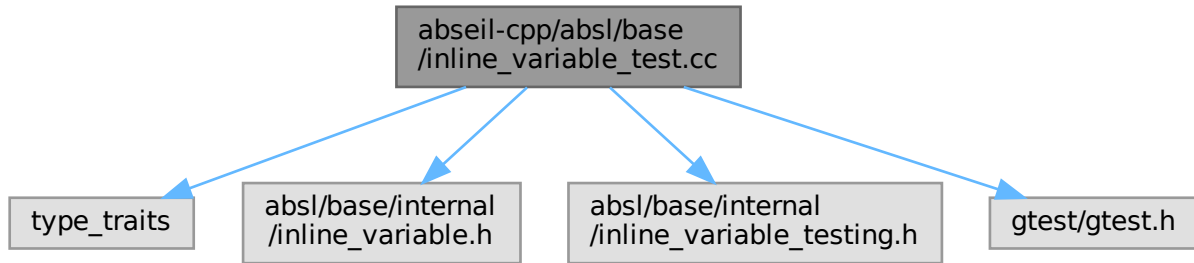 abseil-cpp/absl/base
/inline_variable_test.cc
type_traits
absl/base/internal
/inline_variable.h
absl/base/internal
/inline_variable_testing.h
gtest/gtest.h